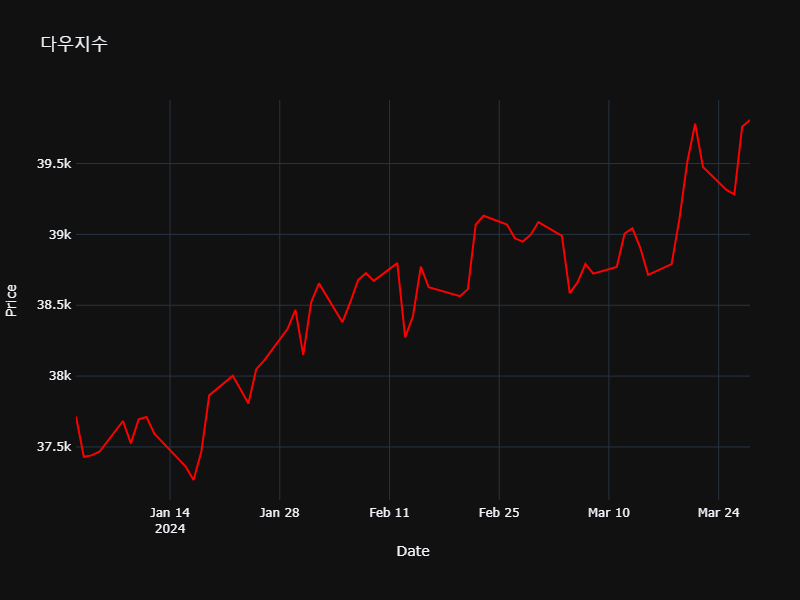 다우지수
39.5k
39k
38.5k
38k
37.5k
Price
Jan 14
2024
Jan 28
Feb 11
Feb 25
Mar 10
Mar 24
Date